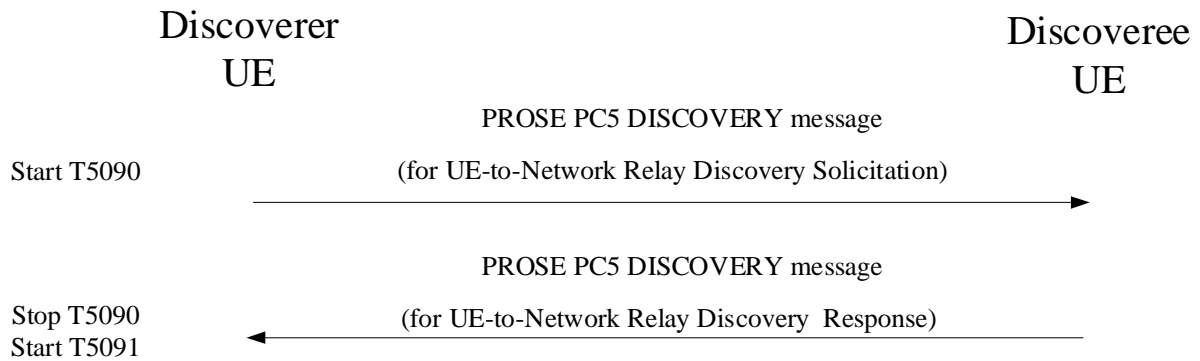 Discoverer
UE
Discoveree
UE
PROSE PC5 DISCOVERY message
Start T5090
(for UE-to-Network Relay Discovery Solicitation)
PROSE PC5 DISCOVERY message
Stop T5090
Start T5091
(for UE-to-Network Relay Discovery Response)